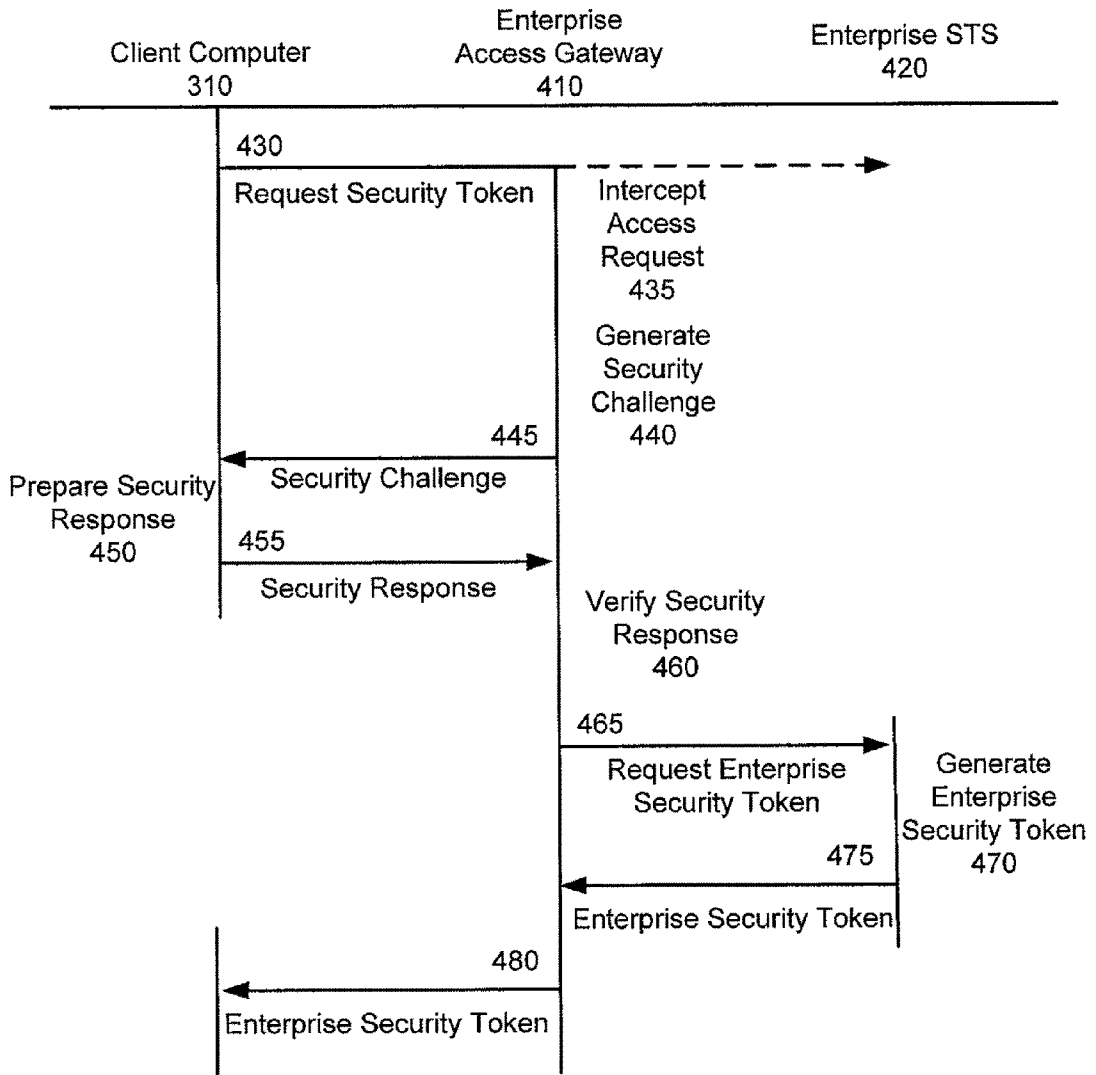 Client Computer
310
Enterprise
Access Gateway
410
Enterprise STS
420
430
Request Security Token
Intercept
Access
Request
435
Generate
Security
Challenge
440
445
Security Challenge
Prepare Security
Response
450
455
Security Response
Verify Security
Response
460
465
Request Enterprise
Security Token
Generate
Enterprise
Security Token
470
475
Enterprise Security Token
480
Enterprise Security Token